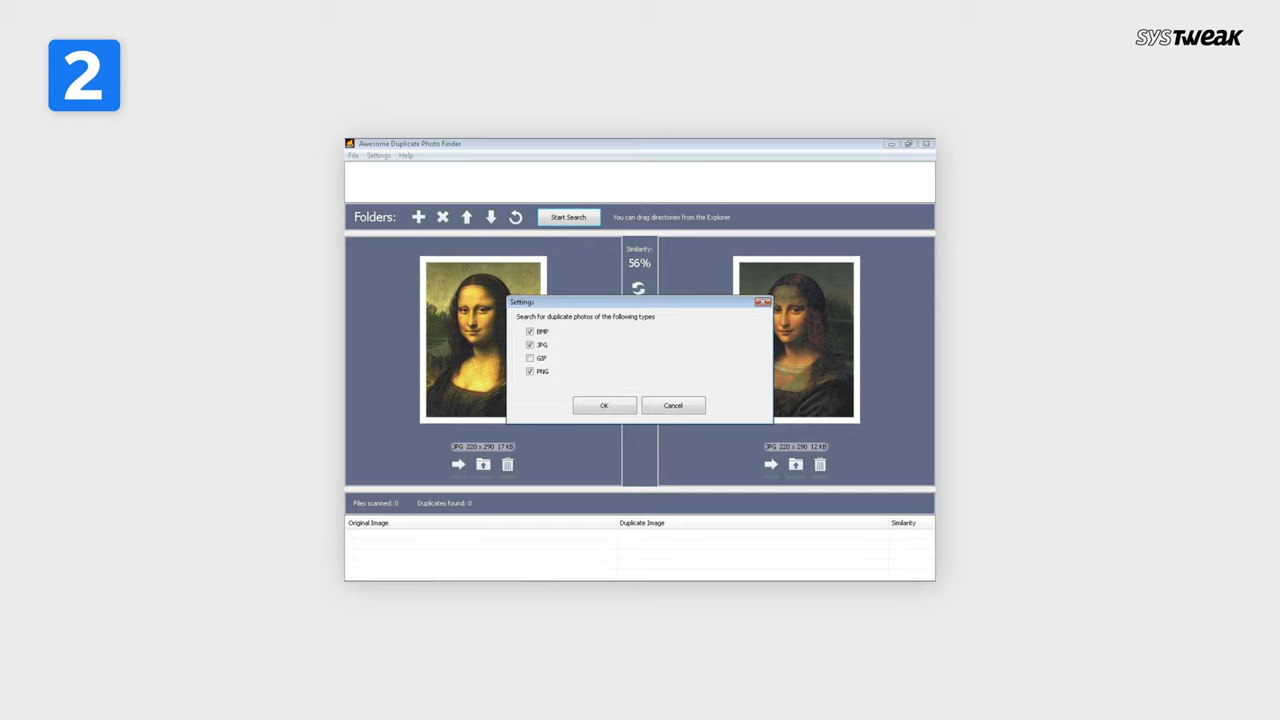 2
SYSTWEAK
Awesome Duplicate Photo Finder
File Settings Help
Folders: Start Search You can drag directories from the Explorer
Similarity:
56%
Settings
Search for duplicate photos of the following types
BMP
JPG
GIF
PNG
OK Cancel
JPG 220 x 290 17 KB
JPG 220 x 290 12 KB
Files scanned: 0 Duplicates found: 0
Original Image Duplicate Image Similarity